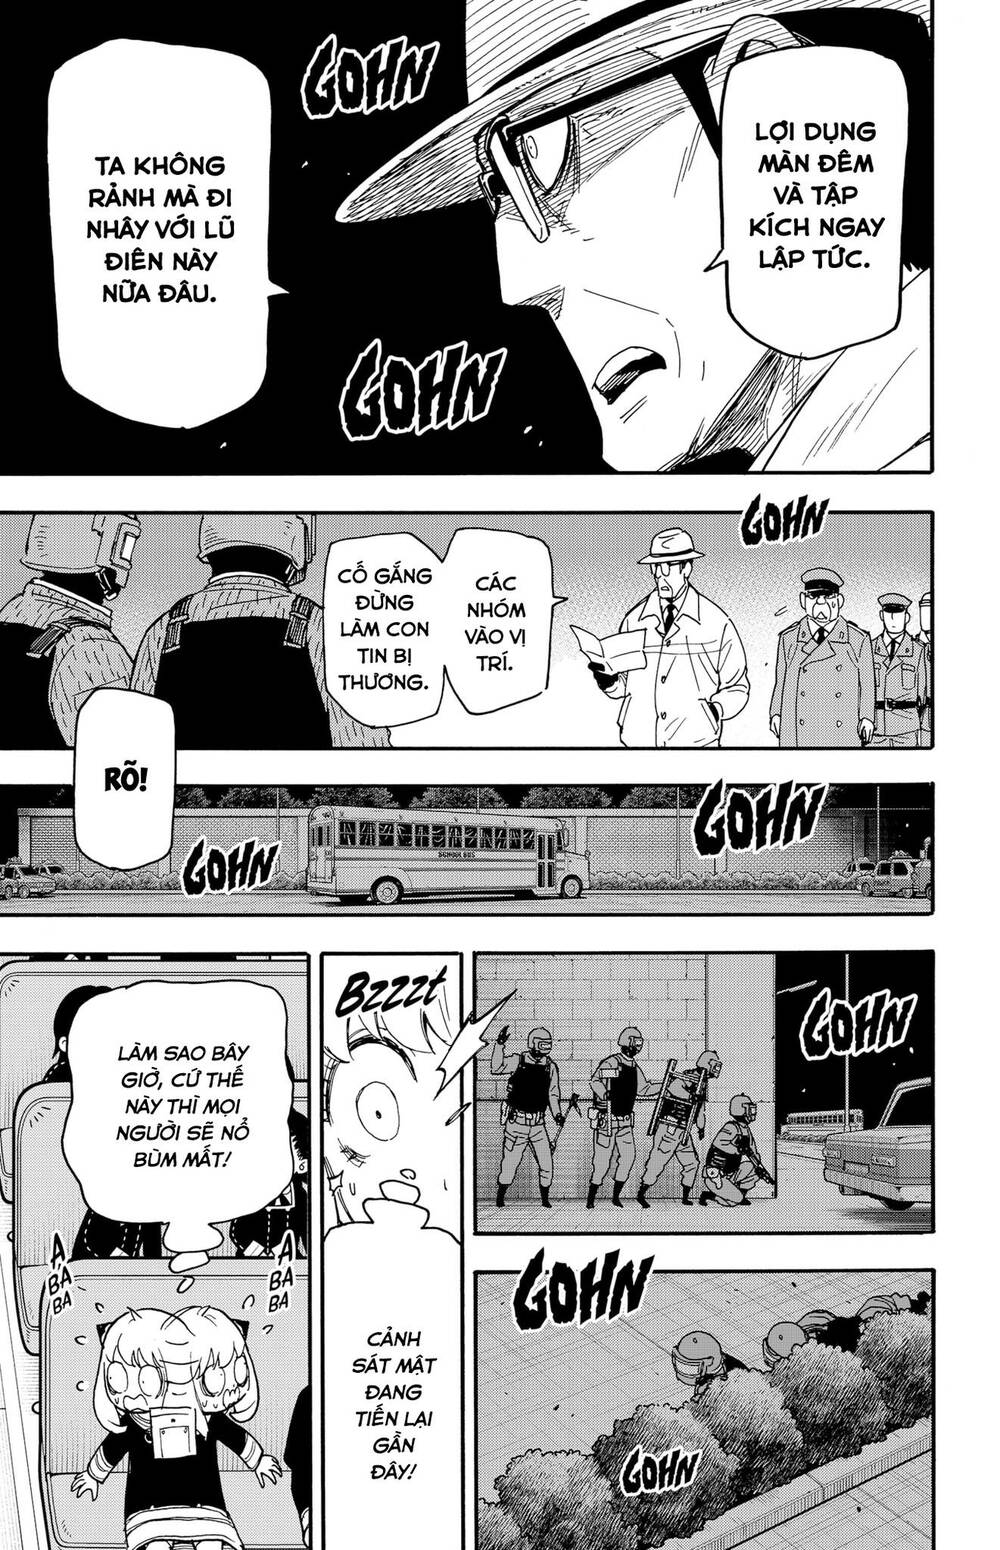 GOHN
LỢI DỤNG
MÀN ĐÊM
VÀ TẬP
KÍCH NGAY
LẬP TỨC.
TA KHÔNG
RẢNH MÀ ĐI
NHÂY VỚI LŨ
ĐIÊN NÀY
NỮA ĐÂU.
GOHN
GOHN
CÁC
NHÓM
VÀO VỊ
TRÍ.
CỐ GẮNG
ĐỪNG
LÀM CON
TIN BỊ
THƯƠNG.
RÕ!
GOHN
SCHOOL BUS
GOHN
GOHN
GOHN
GOHN
Bzzzt
CẢNH
SÁT MẬT
ĐANG
TIẾN LẠI
GẦN
ĐÂY!
LÀM SAO BÂY
GIỜ, CỨ THẾ
NÀY THÌ MỌI
NGƯỜI SẼ NỔ
BÙM MẤT!
A
BA
BA
A
BA
BA